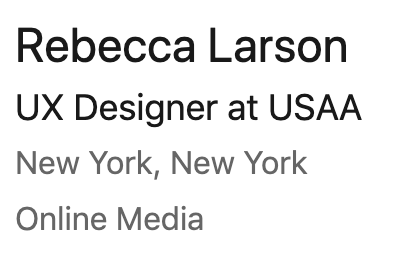 Rebecca Larson
UX Designer at USAA
New York, New York
Online Media